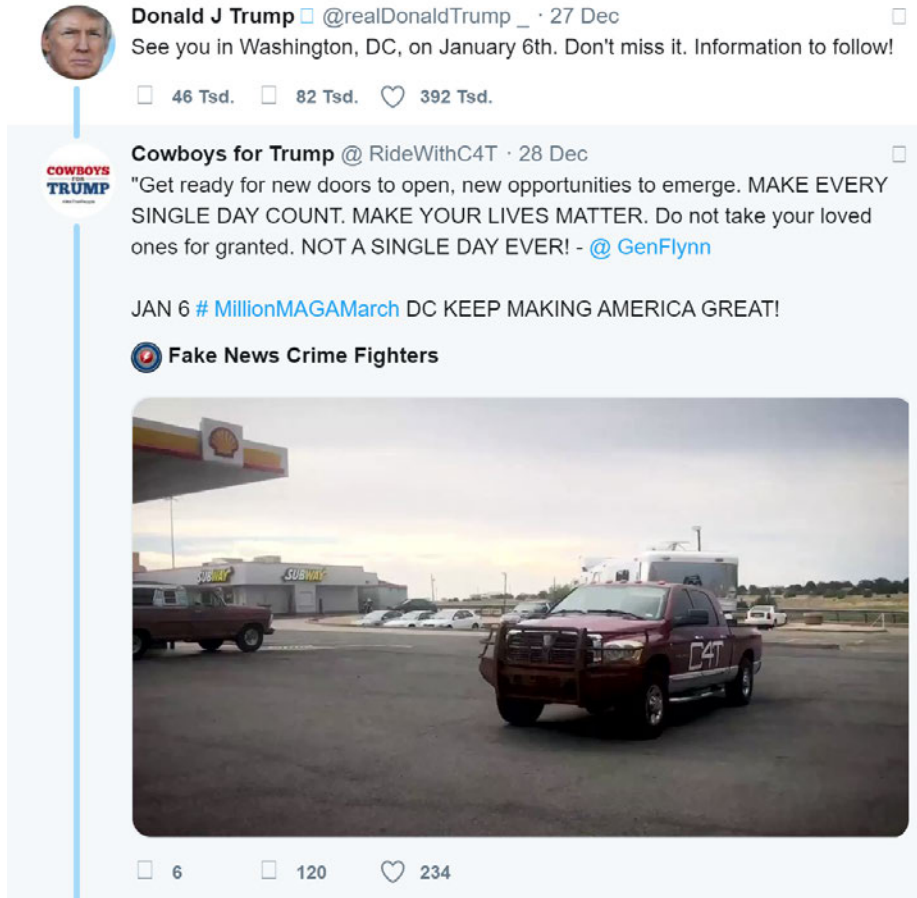 Donald J Trump @realDonaldTrump _ · 27 Dec
See you in Washington, DC, on January 6th. Don't miss it. Information to follow!
46 Tsd. 82 Tsd. 392 Tsd.
COWBOYS
FOR
TRUMP
Cowboys for Trump @ RideWithC4T · 28 Dec
"Get ready for new doors to open, new opportunities to emerge. MAKE EVERY
SINGLE DAY COUNT. MAKE YOUR LIVES MATTER. Do not take your loved
ones for granted. NOT A SINGLE DAY EVER! - @ GenFlynn
JAN 6 # MillionMAGAMarch DC KEEP MAKING AMERICA GREAT!
Fake News Crime Fighters
SUBWAY
SUBWAY
C4T
6 120 234